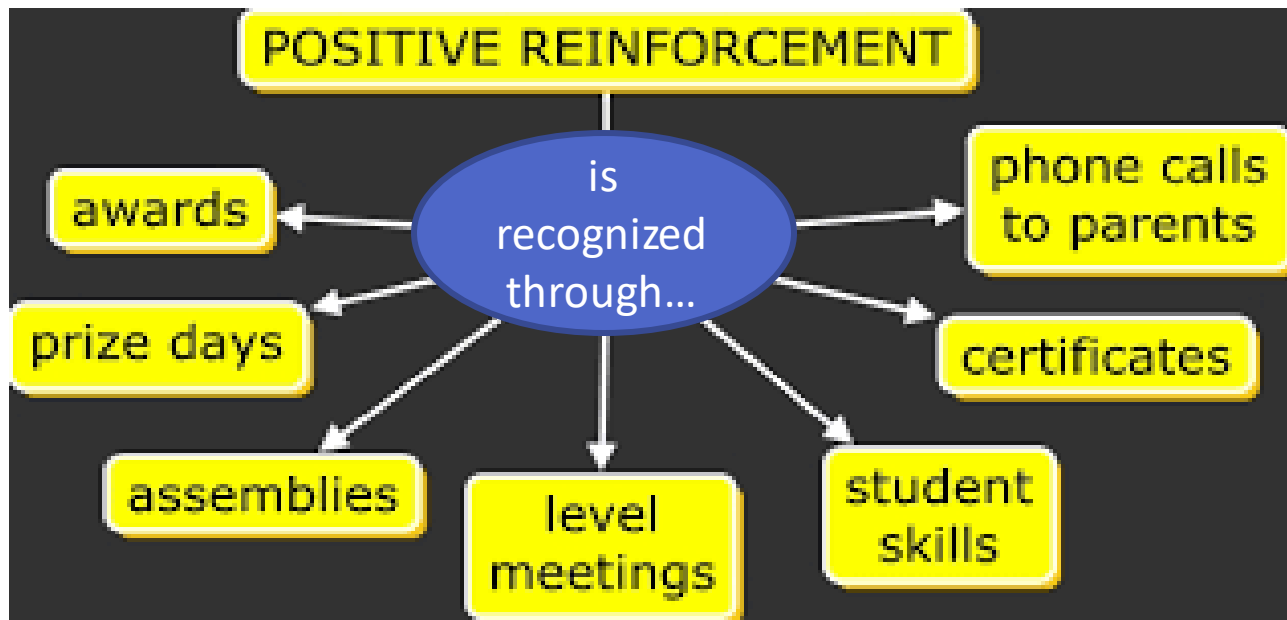 POSITIVE REINFORCEMENT
is
recognized
through...
awards
prize days
assemblies
level
meetings
student
skills
certificates
phone calls
to parents